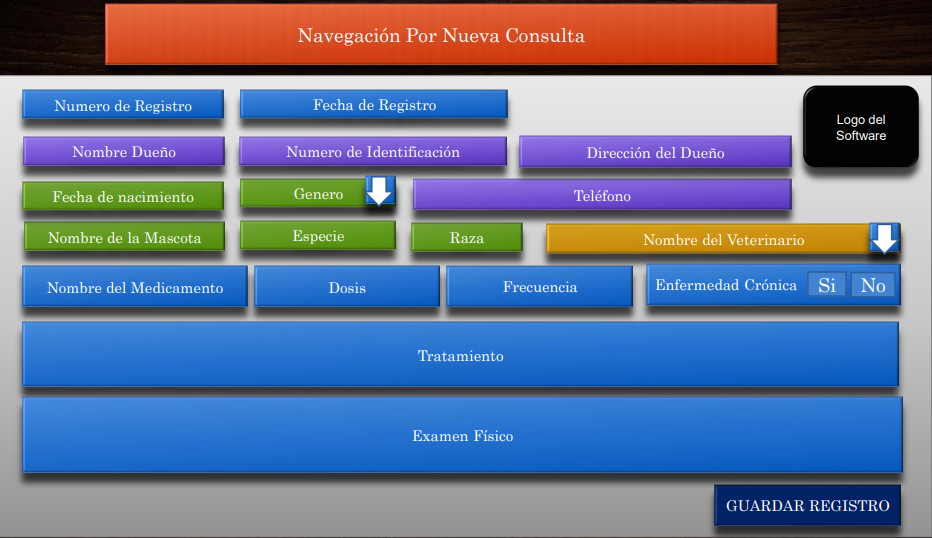 Navegación Por Nueva Consulta
Numero de Registro
Fecha de Registro
Logo del
Software
Nombre Dueño
Numero de Identificación
Dirección del Dueño
Fecha de nacimiento
Genero
Teléfono
Nombre de la Mascota
Especie
Raza
Nombre del Veterinario
Nombre del Medicamento
Dosis
Frecuencia
Enfermedad Crónica Si No
Tratamiento
Examen Físico
GUARDAR REGISTRO